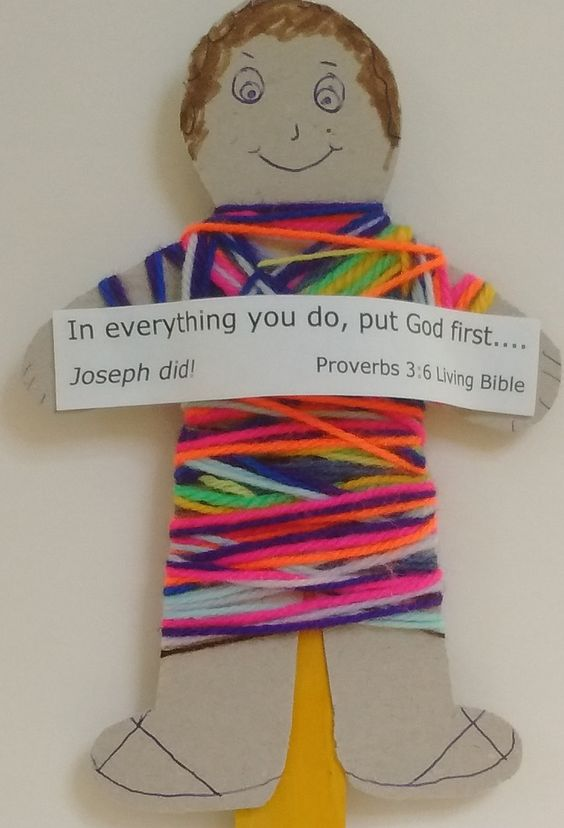 In everything you do, put God first....
Joseph did! Proverbs 3:6 Living Bible